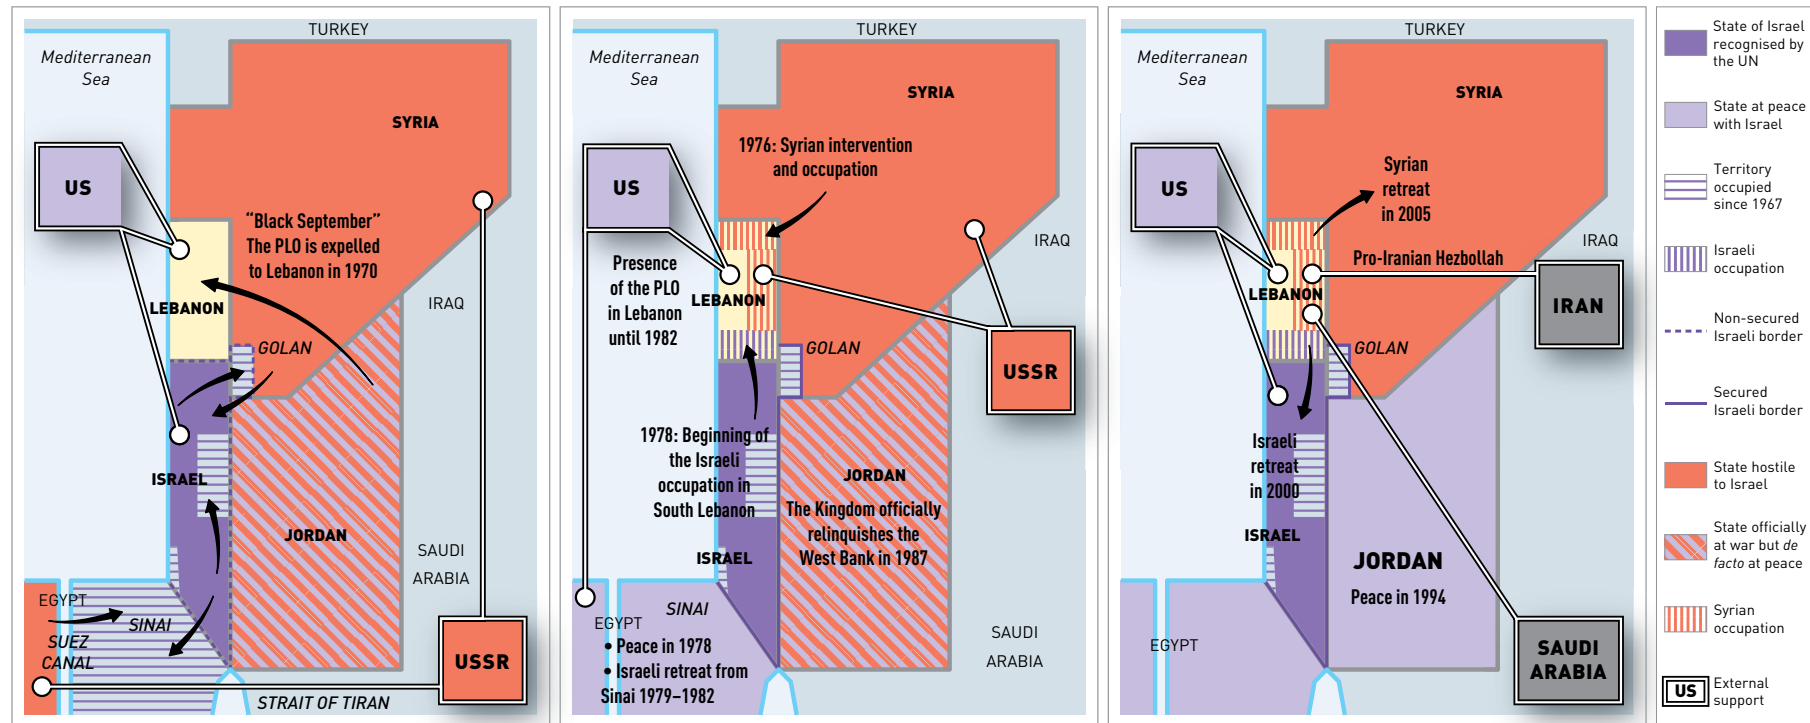 TURKEY
Mediterranean
Sea
SYRIA
US
“Black September”
The PLO is expelled
to Lebanon in 1970
IRAQ
LEBANON
GOLAN
ISRAEL
JORDAN
SAUDI
ARABIA
EGYPT
SINAI
SUEZ
CANAL
USSR
STRAIT OF TIRAN
TURKEY
Mediterranean
Sea
SYRIA
1976: Syrian intervention
and occupation
US
IRAQ
Presence
of the PLO
in Lebanon
until 1982
LEBANON
GOLAN
USSR
1978: Beginning of
the Israeli
occupation in
South Lebanon
JORDAN
The Kingdom officially
relinquishes the
West Bank in 1987
ISRAEL
SINAI
EGYPT
• Peace in 1978
• Israeli retreat from
Sinai 1979–1982
SAUDI
ARABIA
TURKEY
Mediterranean
Sea
SYRIA
US
Syrian
retreat
in 2005
IRAQ
Pro-Iranian Hezbollah
IRAN
LEBANON
GOLAN
Israeli
retreat
in 2000
ISRAEL
JORDAN
Peace in 1994
EGYPT
SAUDI
ARABIA
State of Israel
recognised by
the UN
State at peace
with Israel
Territory
occupied
since 1967
Israeli
occupation
Non-secured
Israeli border
Secured
Israeli border
State hostile
to Israel
State officially
at war but de
facto at peace
Syrian
occupation
US
External
support